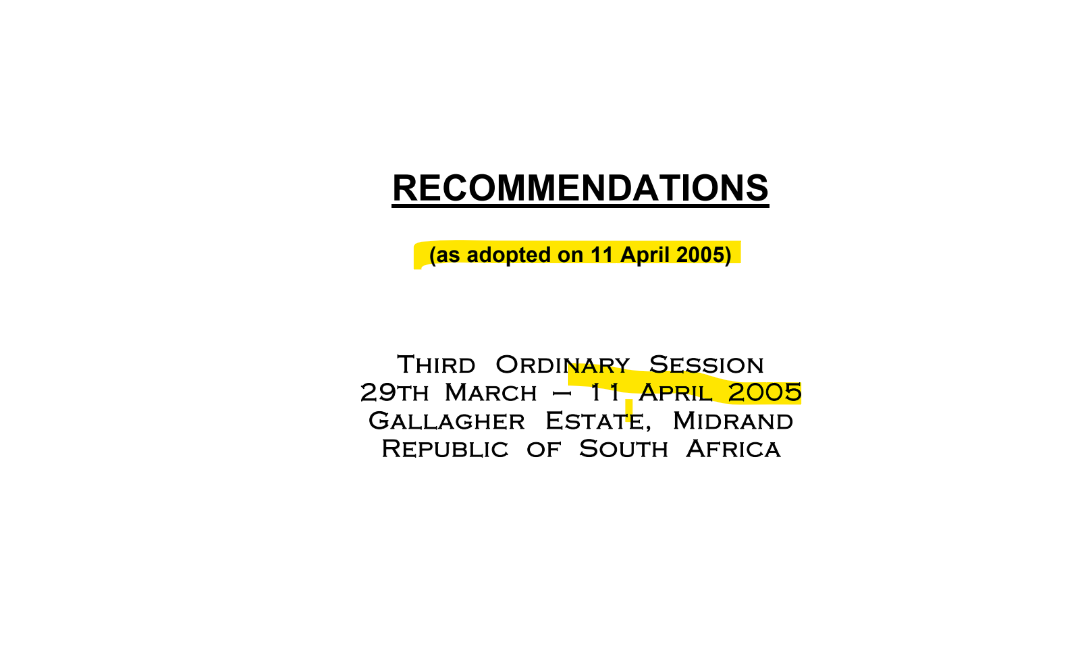 RECOMMENDATIONS
(as adopted on 11 April 2005)
Third Ordinary Session
29th March – 11 April 2005
Gallagher Estate, Midrand
Republic of South Africa